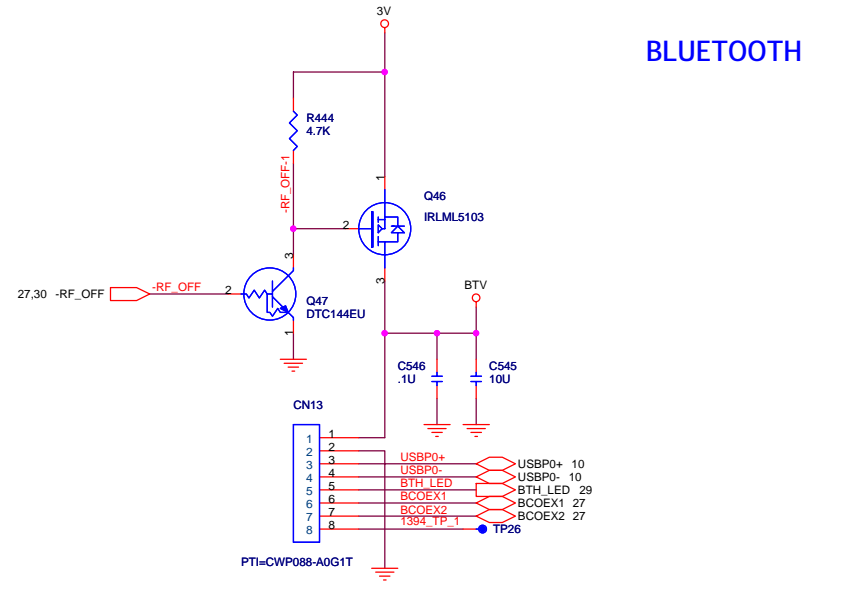 3V
BLUETOOTH
R444
4.7K
-RF_OFF-1
1
Q46
2
IRLML5103
3
3
BTV
27,30 -RF_OFF
-RF_OFF
2
Q47
DTC144EU
1
C546
.1U
C545
10U
CN13
1 1
2 2
3 3 USBP0+ USBP0+ 10
4 4 USBP0- USBP0- 10
5 5 BTH_LED BTH_LED 29
6 6 BCOEX1 BCOEX1 27
7 7 BCOEX2 BCOEX2 27
8 8 1394_TP_1 TP26
PTI=CWP088-A0G1T